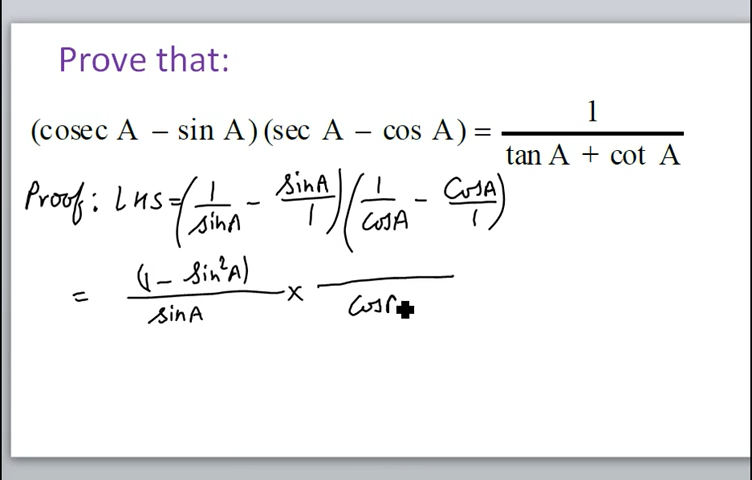 Prove that:
(cosec A − sin A)(sec A − cos A) = 1 / (tan A + cot A)
Proof: LHS = (1/sinA − sinA/1)(1/cosA − CosA/1)
= (1 − sin²A)/sinA × /cos